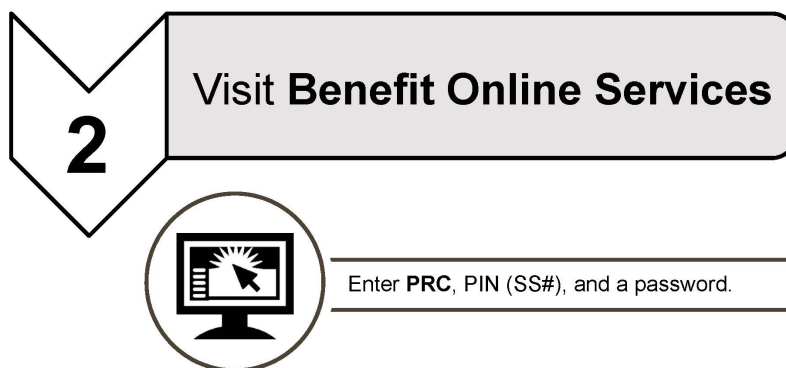 2
Visit Benefit Online Services
Enter PRC, PIN (SS#), and a password.